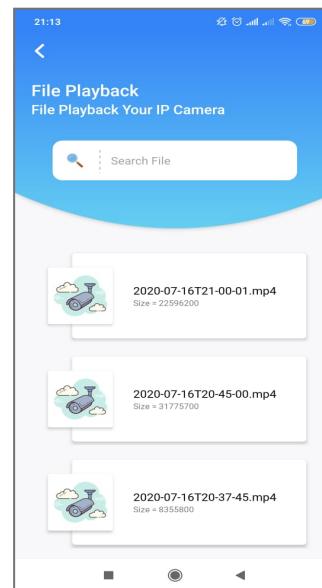 21:13
69
File Playback
File Playback Your IP Camera
Search File
2020-07-16T21-00-01.mp4
Size = 22596200
2020-07-16T20-45-00.mp4
Size = 31775700
2020-07-16T20-37-45.mp4
Size = 8355800